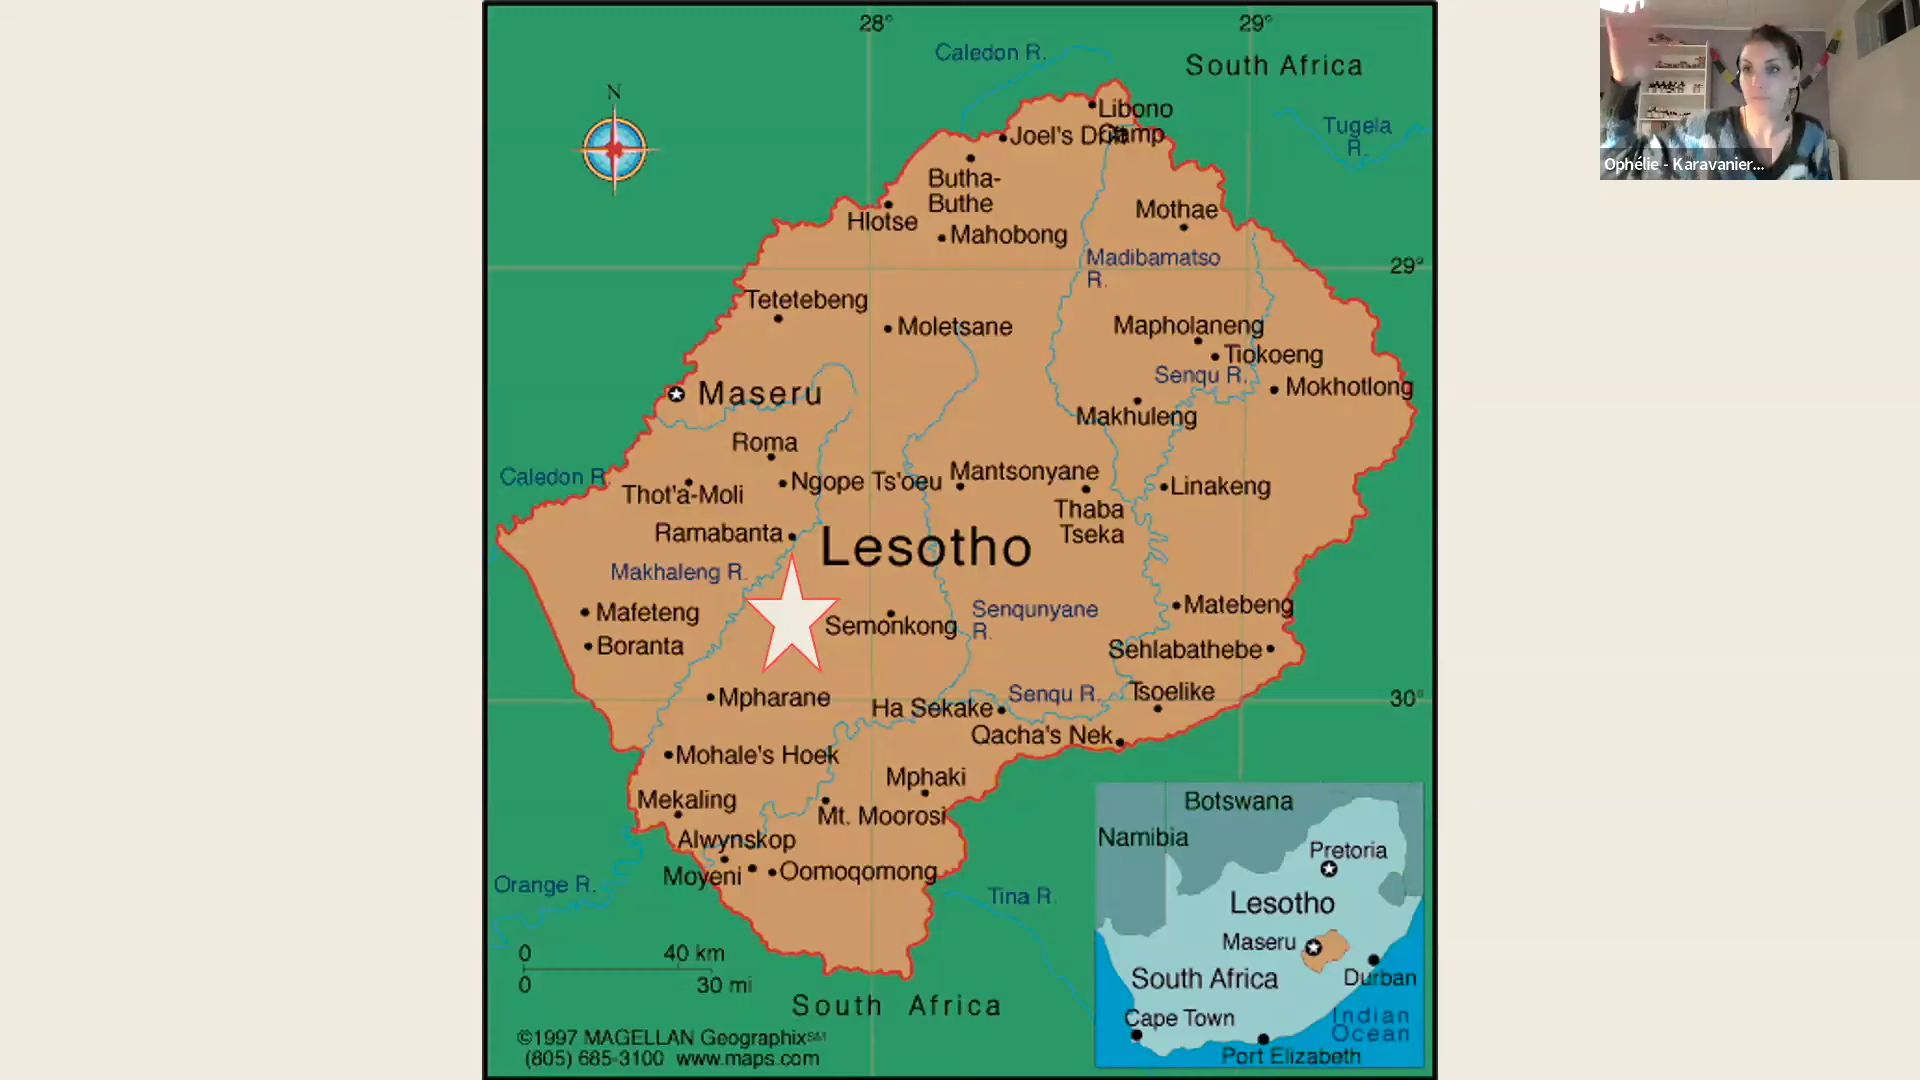 28°
29°
Caledon R.
South Africa
N
Libono
Camp
Joel's Drift
Tugela
R.
Butha-
Buthe
Mothae
Hlotse
Mahobong
Madibamatso
R.
29°
Tetetebeng
Moletsane
Mapholaneng
Tiokoeng
Senqu R.
Mokhotlong
Maseru
Makhuleng
Roma
Caledon R.
Thot'a-Moli
Ngope Ts'oeu
Mantsonyane
Linakeng
Thaba
Tseka
Ramabanta
Lesotho
Makhaleng R.
Mafeteng
Semonkong
Senqunyane
R.
Matebeng
Boranta
Sehlabathebe
Mpharane
Ha Sekake
Senqu R.
Tsoelike
30°
Qacha's Nek
Mohale's Hoek
Mphaki
Mekaling
Mt. Moorosi
Alwynskop
Moyeni
Oomoqomong
Orange R.
Tina R.
0 40 km
0 30 mi
South Africa
©1997 MAGELLAN Geographix℠
(805) 685-3100 www.maps.com
Botswana
Namibia
Pretoria
Lesotho
Maseru
South Africa
Durban
Cape Town
Indian
Ocean
Port Elizabeth
Ophélie - Karavanier...